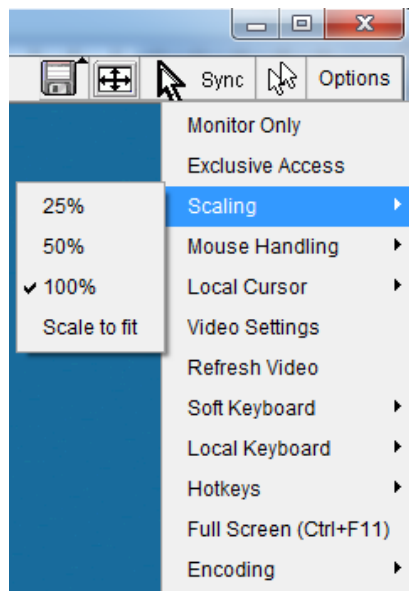 Sync Options
Monitor Only
Exclusive Access
Scaling
25%
50%
100%
Scale to fit
Mouse Handling
Local Cursor
Video Settings
Refresh Video
Soft Keyboard
Local Keyboard
Hotkeys
Full Screen (Ctrl+F11)
Encoding